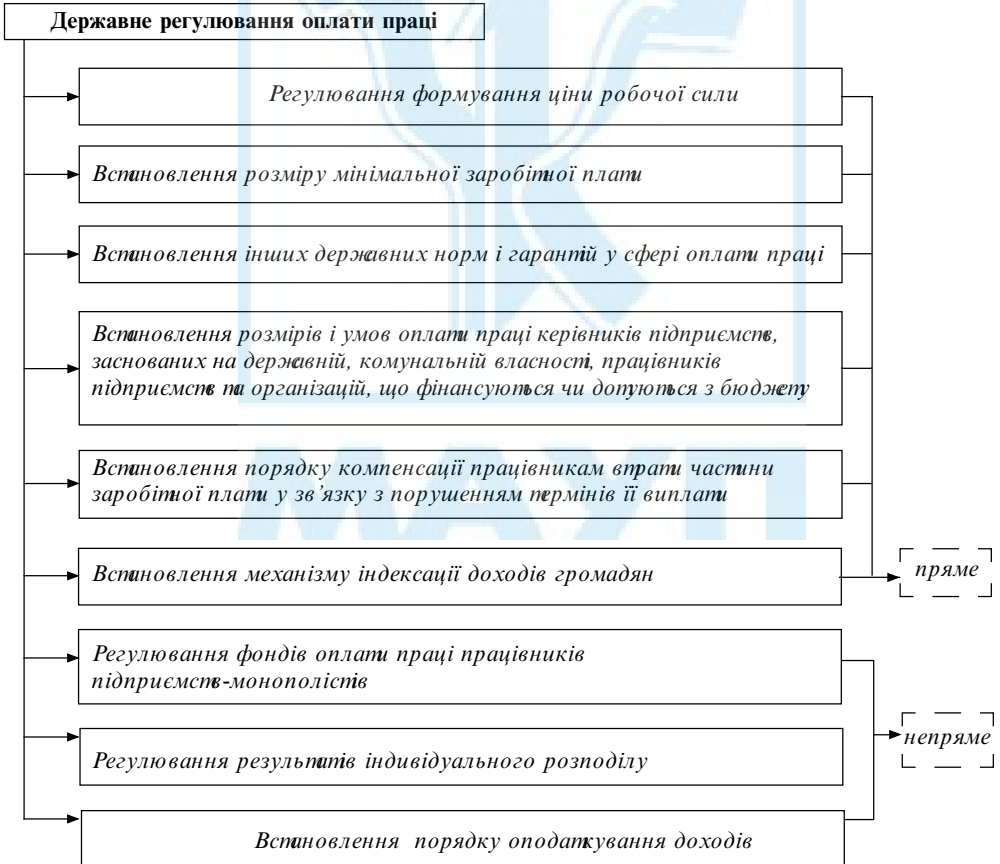 Державне регулювання оплати праці
Регулювання формування ціни робочої сили
Встановлення розміру мінімальної заробітної плати
Встановлення інших державних норм і гарантій у сфері оплати праці
Встановлення розмірів і умов оплати праці керівників підприємств,
заснованих на державній, комунальній власності, працівників
підприємств та організацій, що фінансуються чи дотуються з бюджету
МАУП
Встановлення порядку компенсації працівникам втрати частини
заробітної плати у зв’язку з порушенням термінів її виплати
Встановлення механізму індексації доходів громадян
пряме
Регулювання фондів оплати праці працівників
підприємств-монополістів
непряме
Регулювання результатів індивідуального розподілу
Встановлення порядку оподаткування доходів